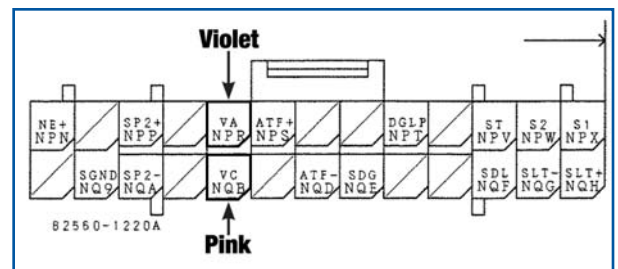 Violet
NE+ SP2+ VA ATF+ DGLP ST S2 S1
NPN NPP NPR NPS NPT NPV NPW NPX
SGND SP2- VC ATF- SDG SDL SLT- SLT+
NQ9 NQA NQB NQD NQE NQF NQG NQH
82560-1220A
Pink